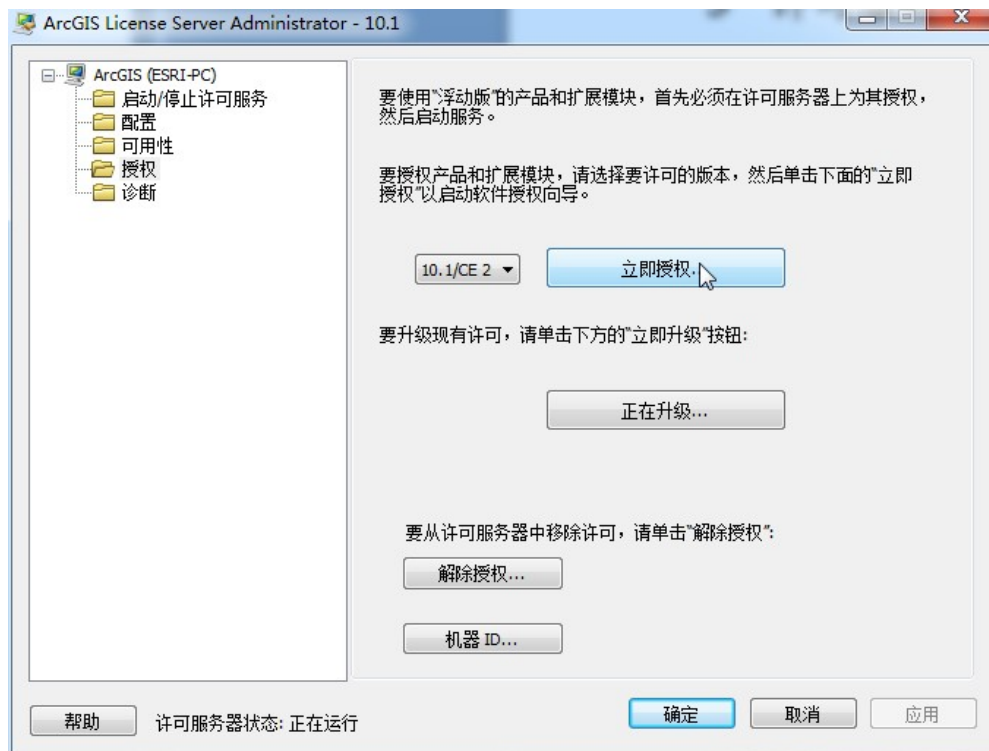 ArcGIS License Server Administrator - 10.1
ArcGIS (ESRI-PC)
启动/停止许可服务
配置
可用性
授权
诊断
要使用"浮动版"的产品和扩展模块，首先必须在许可服务器上为其授权，
然后启动服务。
要授权产品和扩展模块，请选择要许可的版本，然后单击下面的"立即
授权"以启动软件授权向导。
10.1/CE 2
立即授权..
要升级现有许可，请单击下方的"立即升级"按钮:
正在升级...
要从许可服务器中移除许可，请单击"解除授权":
解除授权...
机器 ID...
帮助
许可服务器状态: 正在运行
确定
取消
应用